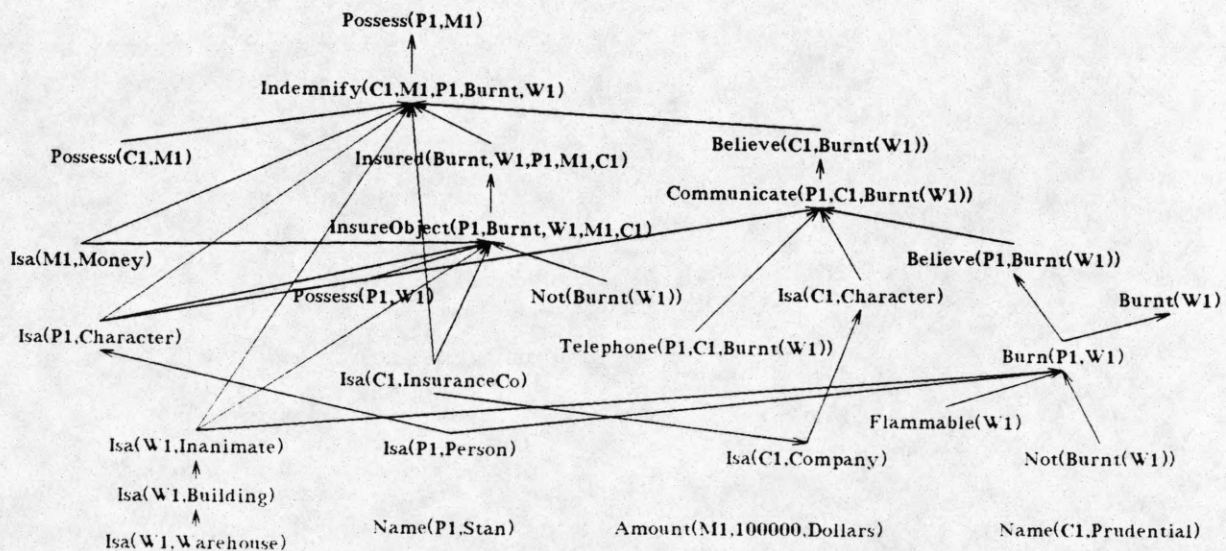 Possess(P1,M1)
Indemnify(C1,M1,P1,Burnt,W1)
Possess(C1,M1)
Insured(Burnt,W1,P1,M1,C1)
Believe(C1,Burnt(W1))
Communicate(P1,C1,Burnt(W1))
InsureObject(P1,Burnt,W1,M1,C1)
Isa(M1,Money)
Believe(P1,Burnt(W1))
Possess(P1,W1)
Not(Burnt(W1))
Isa(C1,Character)
Burnt(W1)
Isa(P1,Character)
Telephone(P1,C1,Burnt(W1))
Burn(P1,W1)
Isa(C1,InsuranceCo)
Flammable(W1)
Isa(W1,Inanimate)
Isa(P1,Person)
Isa(C1,Company)
Not(Burnt(W1))
Isa(W1,Building)
Name(P1,Stan)
Amount(M1,100000,Dollars)
Name(C1,Prudential)
Isa(W1,Warehouse)